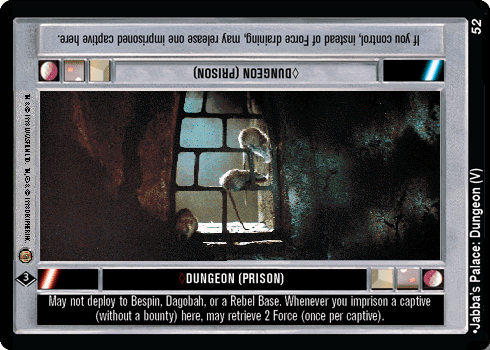 If you control, instead of Force draining, may release one imprisoned captive here.
◊DUNGEON (PRISON)
◊DUNGEON (PRISON)
May not deploy to Bespin, Dagobah, or a Rebel Base. Whenever you imprison a captive
(without a bounty) here, may retrieve 2 Force (once per captive).
3
52
•Jabba's Palace: Dungeon (V)